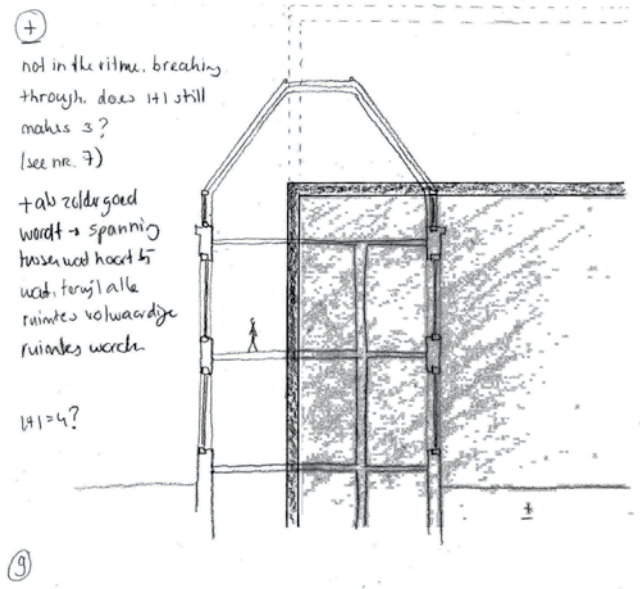 +
not in the ritme. breaking
through. does 1+1 still
makes 3?
(see nr. 7)
+ als zolder goed
wordt → spanning
tussen wat hoort bij
wat, terwijl alle
ruimtes volwaardige
ruimtes worden
1+1=4?
+
9